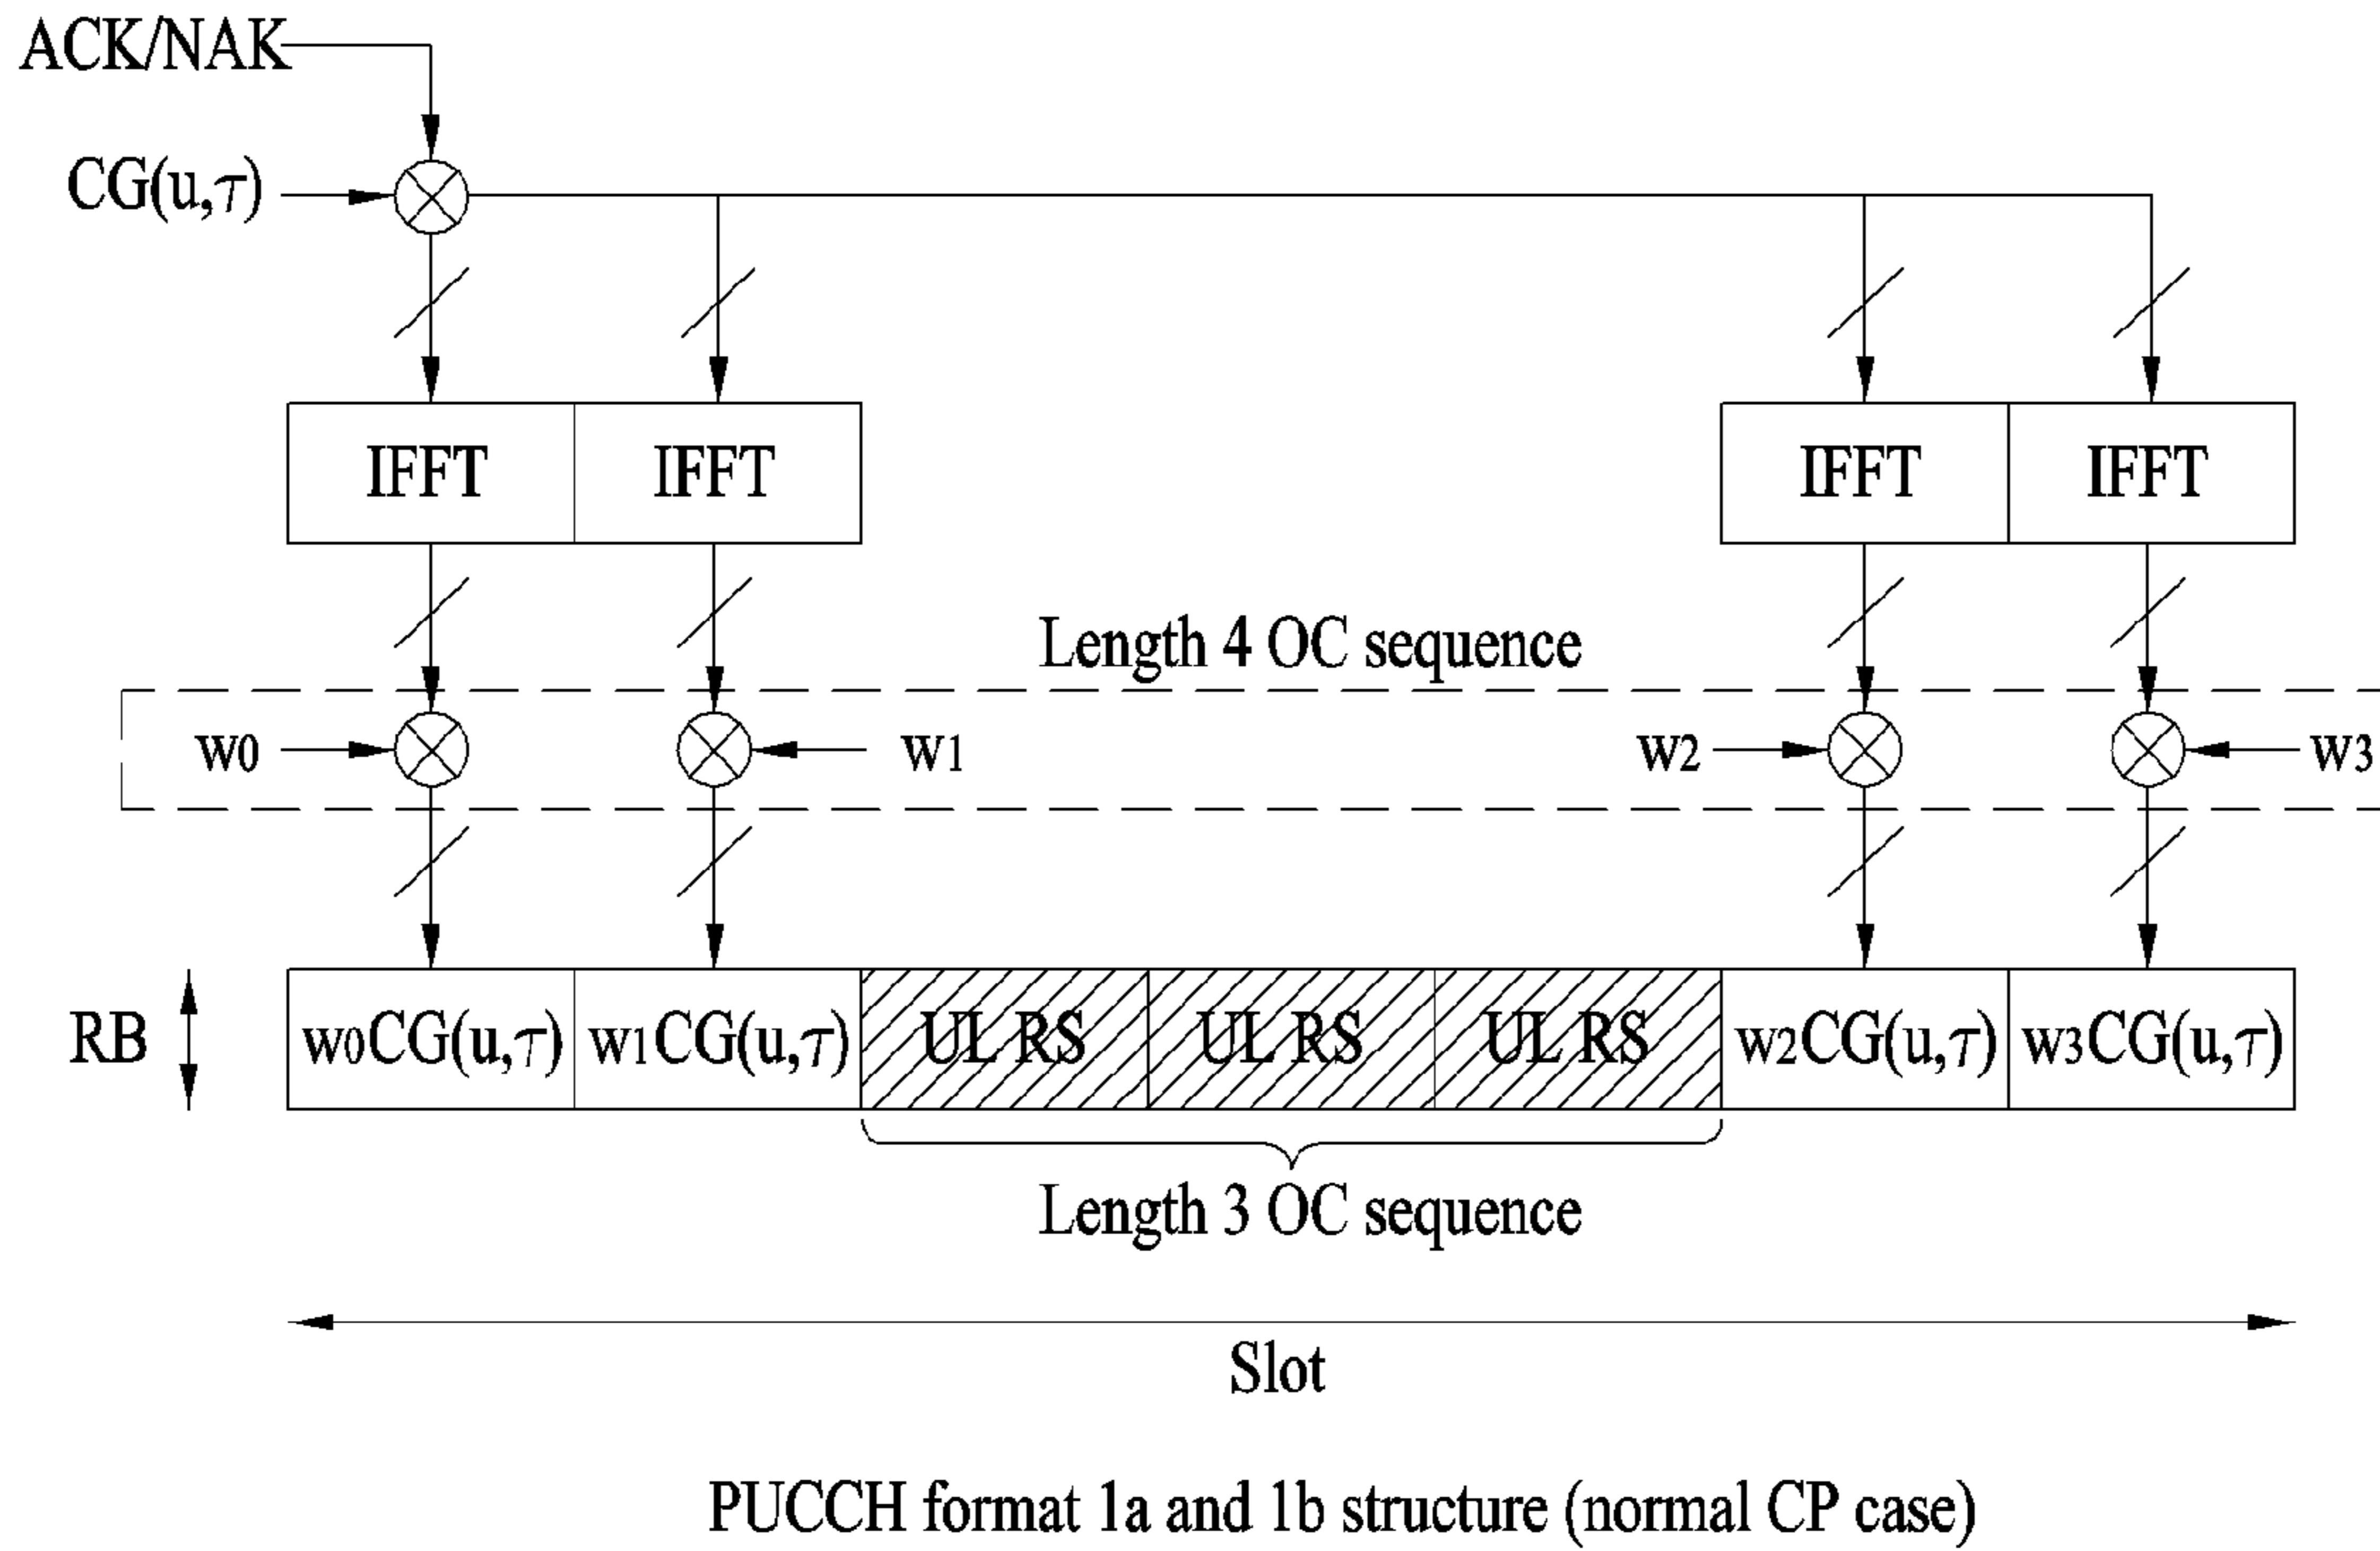 ACK/NAK
CG(u,τ)
IFFT IFFT IFFT IFFT
Length 4 OC sequence
w0 w1 w2 w3
RB w0CG(u,τ) w1CG(u,τ) UL RS UL RS UL RS w2CG(u,τ) w3CG(u,τ)
Length 3 OC sequence
Slot
PUCCH format 1a and 1b structure (normal CP case)